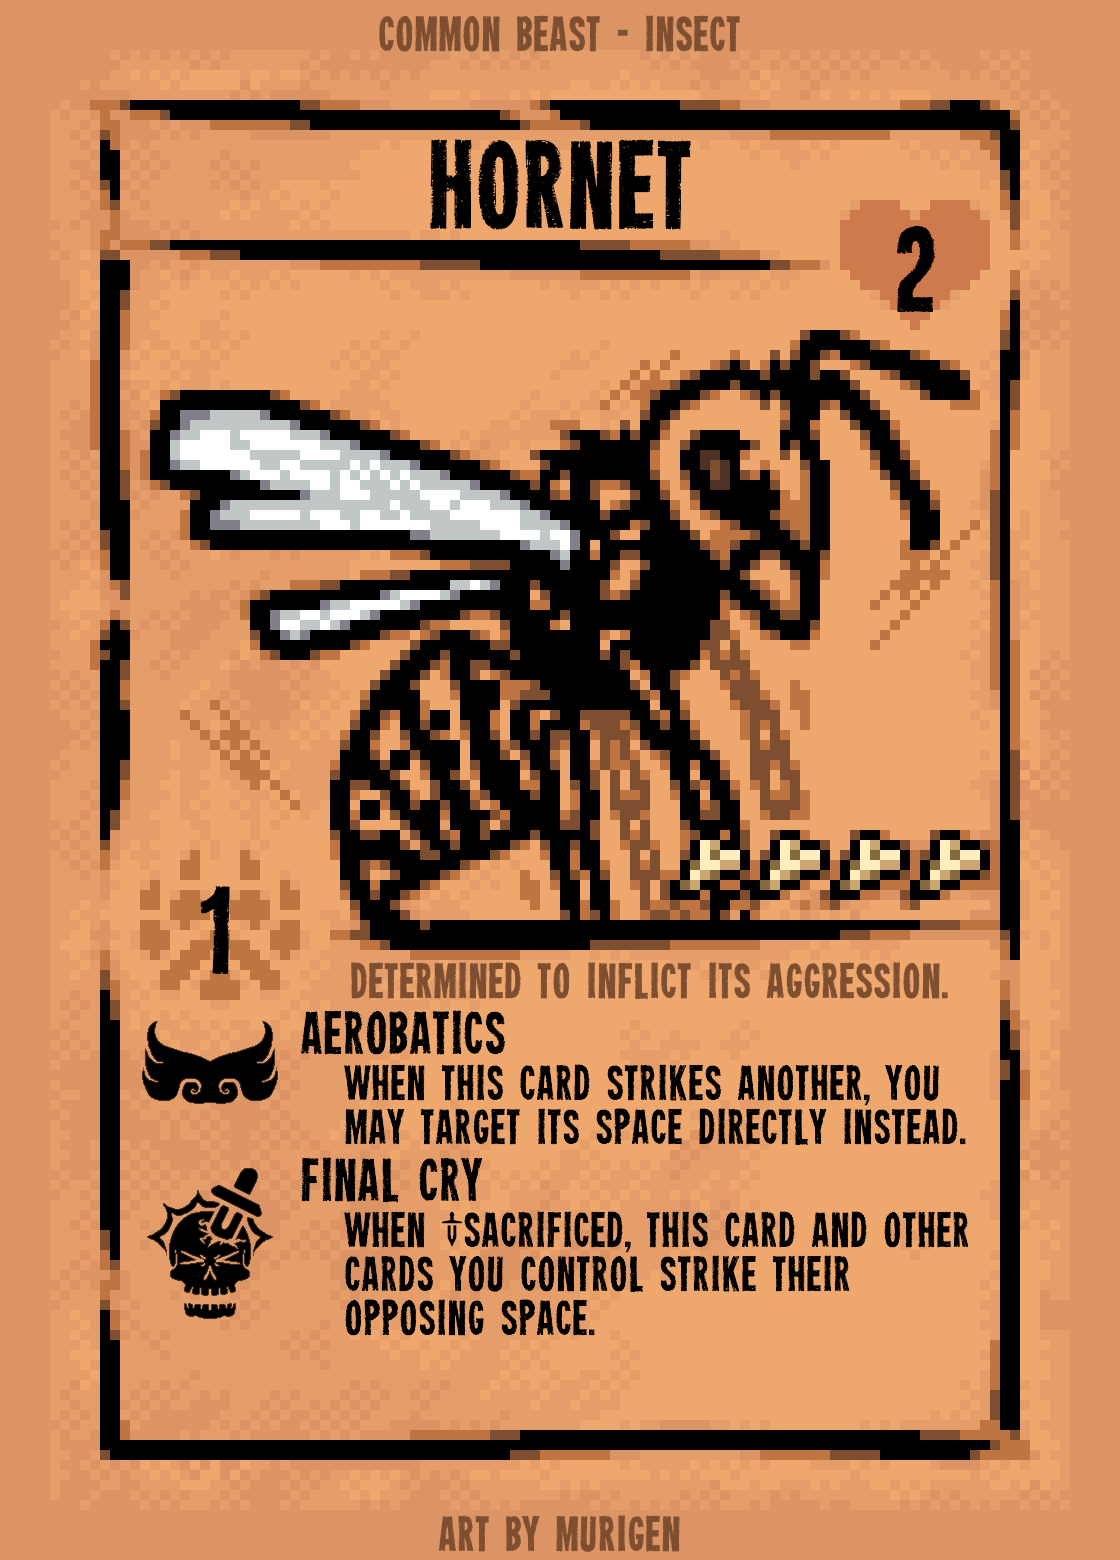 COMMON BEAST - INSECT
HORNET
2
1
DETERMINED TO INFLICT ITS AGGRESSION.
AEROBATICS
WHEN THIS CARD STRIKES ANOTHER, YOU
MAY TARGET ITS SPACE DIRECTLY INSTEAD.
FINAL CRY
WHEN SACRIFICED, THIS CARD AND OTHER
CARDS YOU CONTROL STRIKE THEIR
OPPOSING SPACE.
ART BY MURIGEN